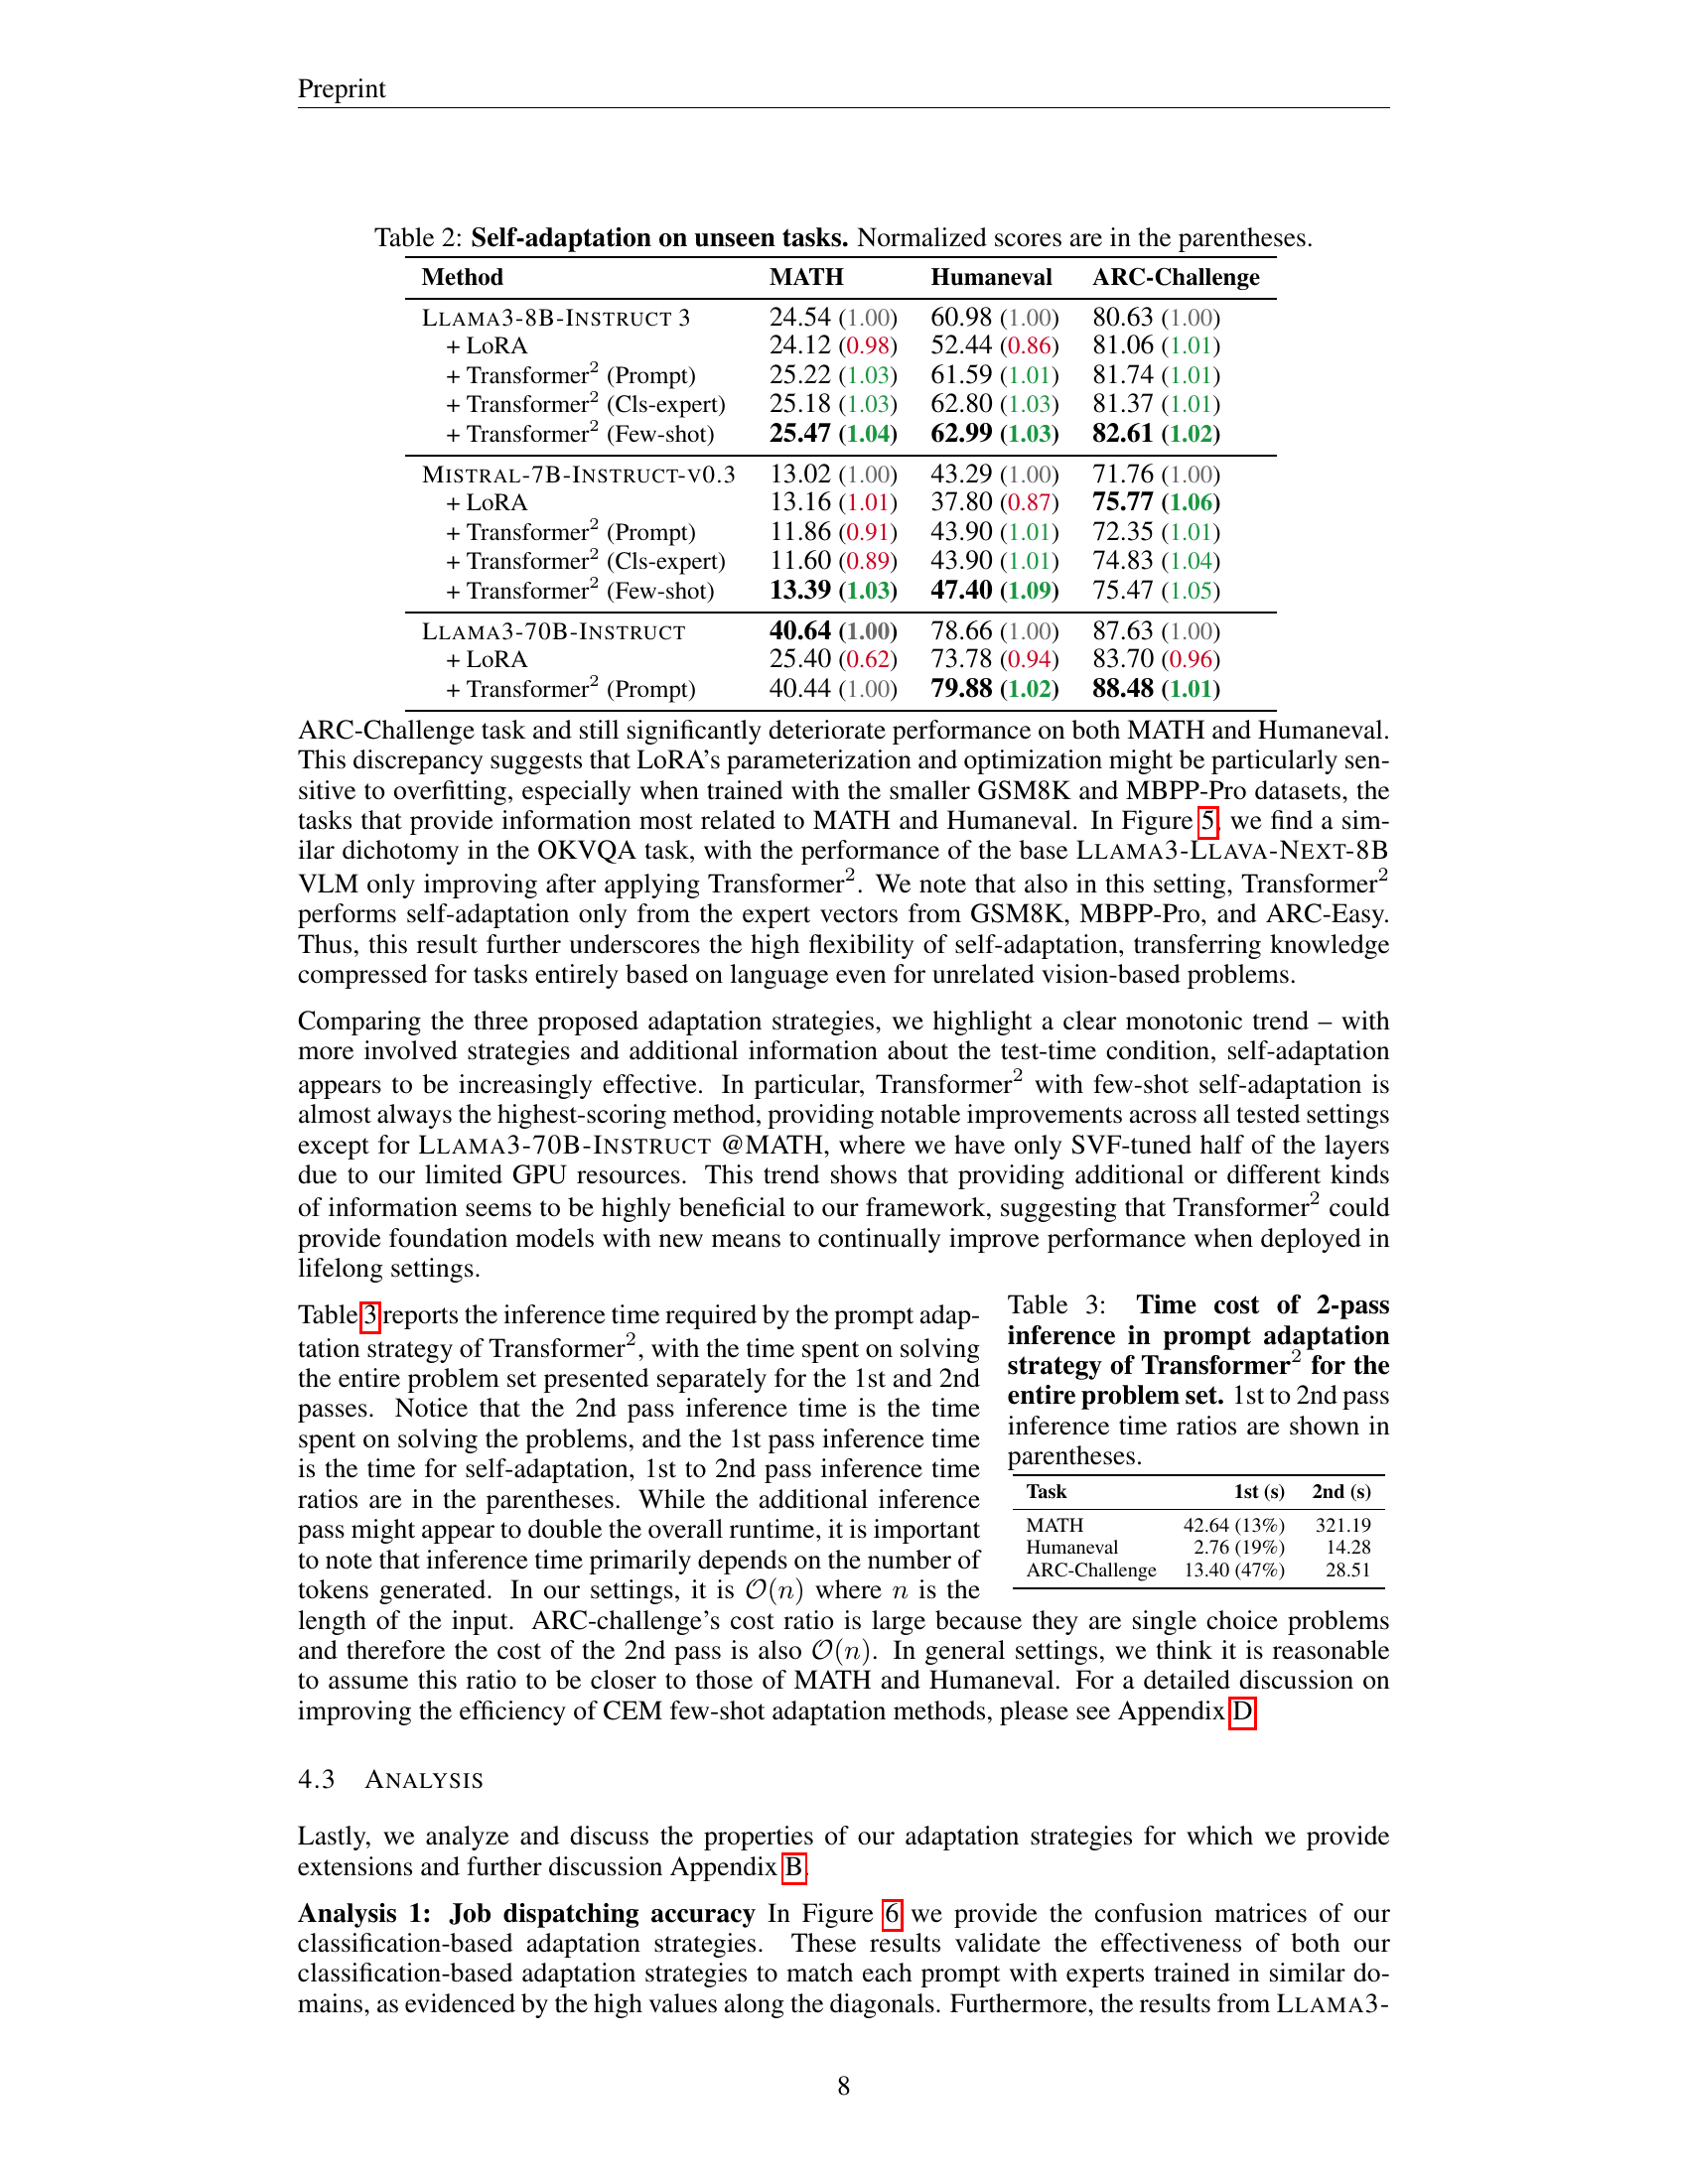 Preprint
Table 2: Self-adaptation on unseen tasks. Normalized scores are in the parentheses.
Method MATH Humaneval ARC-Challenge
LLAMA3-8B-INSTRUCT 3 24.54 (1.00) 60.98 (1.00) 80.63 (1.00)
+ LoRA 24.12 (0.98) 52.44 (0.86) 81.06 (1.01)
+ Transformer² (Prompt) 25.22 (1.03) 61.59 (1.01) 81.74 (1.01)
+ Transformer² (Cls-expert) 25.18 (1.03) 62.80 (1.03) 81.37 (1.01)
+ Transformer² (Few-shot) 25.47 (1.04) 62.99 (1.03) 82.61 (1.02)
MISTRAL-7B-INSTRUCT-V0.3 13.02 (1.00) 43.29 (1.00) 71.76 (1.00)
+ LoRA 13.16 (1.01) 37.80 (0.87) 75.77 (1.06)
+ Transformer² (Prompt) 11.86 (0.91) 43.90 (1.01) 72.35 (1.01)
+ Transformer² (Cls-expert) 11.60 (0.89) 43.90 (1.01) 74.83 (1.04)
+ Transformer² (Few-shot) 13.39 (1.03) 47.40 (1.09) 75.47 (1.05)
LLAMA3-70B-INSTRUCT 40.64 (1.00) 78.66 (1.00) 87.63 (1.00)
+ LoRA 25.40 (0.62) 73.78 (0.94) 83.70 (0.96)
+ Transformer² (Prompt) 40.44 (1.00) 79.88 (1.02) 88.48 (1.01)
ARC-Challenge task and still significantly deteriorate performance on both MATH and Humaneval.
This discrepancy suggests that LoRA's parameterization and optimization might be particularly sen-
sitive to overfitting, especially when trained with the smaller GSM8K and MBPP-Pro datasets, the
tasks that provide information most related to MATH and Humaneval. In Figure 5, we find a sim-
ilar dichotomy in the OKVQA task, with the performance of the base LLAMA3-LLAVA-NEXT-8B
VLM only improving after applying Transformer². We note that also in this setting, Transformer²
performs self-adaptation only from the expert vectors from GSM8K, MBPP-Pro, and ARC-Easy.
Thus, this result further underscores the high flexibility of self-adaptation, transferring knowledge
compressed for tasks entirely based on language even for unrelated vision-based problems.
Comparing the three proposed adaptation strategies, we highlight a clear monotonic trend – with
more involved strategies and additional information about the test-time condition, self-adaptation
appears to be increasingly effective. In particular, Transformer² with few-shot self-adaptation is
almost always the highest-scoring method, providing notable improvements across all tested settings
except for LLAMA3-70B-INSTRUCT @MATH, where we have only SVF-tuned half of the layers
due to our limited GPU resources. This trend shows that providing additional or different kinds
of information seems to be highly beneficial to our framework, suggesting that Transformer² could
provide foundation models with new means to continually improve performance when deployed in
lifelong settings.
Table 3 reports the inference time required by the prompt adap-
tation strategy of Transformer², with the time spent on solving
the entire problem set presented separately for the 1st and 2nd
passes. Notice that the 2nd pass inference time is the time
spent on solving the problems, and the 1st pass inference time
is the time for self-adaptation, 1st to 2nd pass inference time
ratios are in the parentheses. While the additional inference
pass might appear to double the overall runtime, it is important
to note that inference time primarily depends on the number of
tokens generated. In our settings, it is O(n) where n is the
length of the input. ARC-challenge's cost ratio is large because they are single choice problems
and therefore the cost of the 2nd pass is also O(n). In general settings, we think it is reasonable
to assume this ratio to be closer to those of MATH and Humaneval. For a detailed discussion on
improving the efficiency of CEM few-shot adaptation methods, please see Appendix D
Table 3: Time cost of 2-pass
inference in prompt adaptation
strategy of Transformer² for the
entire problem set. 1st to 2nd pass
inference time ratios are shown in
parentheses.
Task 1st (s) 2nd (s)
MATH 42.64 (13%) 321.19
Humaneval 2.76 (19%) 14.28
ARC-Challenge 13.40 (47%) 28.51
4.3 ANALYSIS
Lastly, we analyze and discuss the properties of our adaptation strategies for which we provide
extensions and further discussion Appendix B.
Analysis 1: Job dispatching accuracy In Figure 6 we provide the confusion matrices of our
classification-based adaptation strategies. These results validate the effectiveness of both our
classification-based adaptation strategies to match each prompt with experts trained in similar do-
mains, as evidenced by the high values along the diagonals. Furthermore, the results from LLAMA3-
8